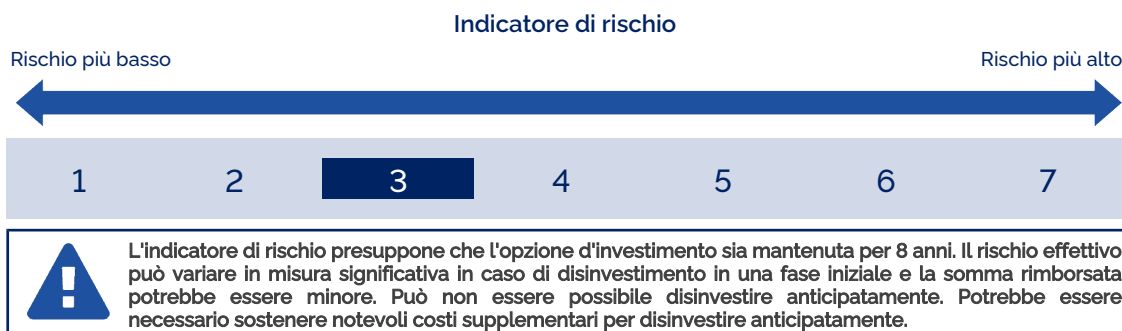 Indicatore di rischio
Rischio più basso
Rischio più alto
1 2 3 4 5 6 7
L'indicatore di rischio presuppone che l'opzione d'investimento sia mantenuta per 8 anni. Il rischio effettivo
può variare in misura significativa in caso di disinvestimento in una fase iniziale e la somma rimborsata
potrebbe essere minore. Può non essere possibile disinvestire anticipatamente. Potrebbe essere
necessario sostenere notevoli costi supplementari per disinvestire anticipatamente.